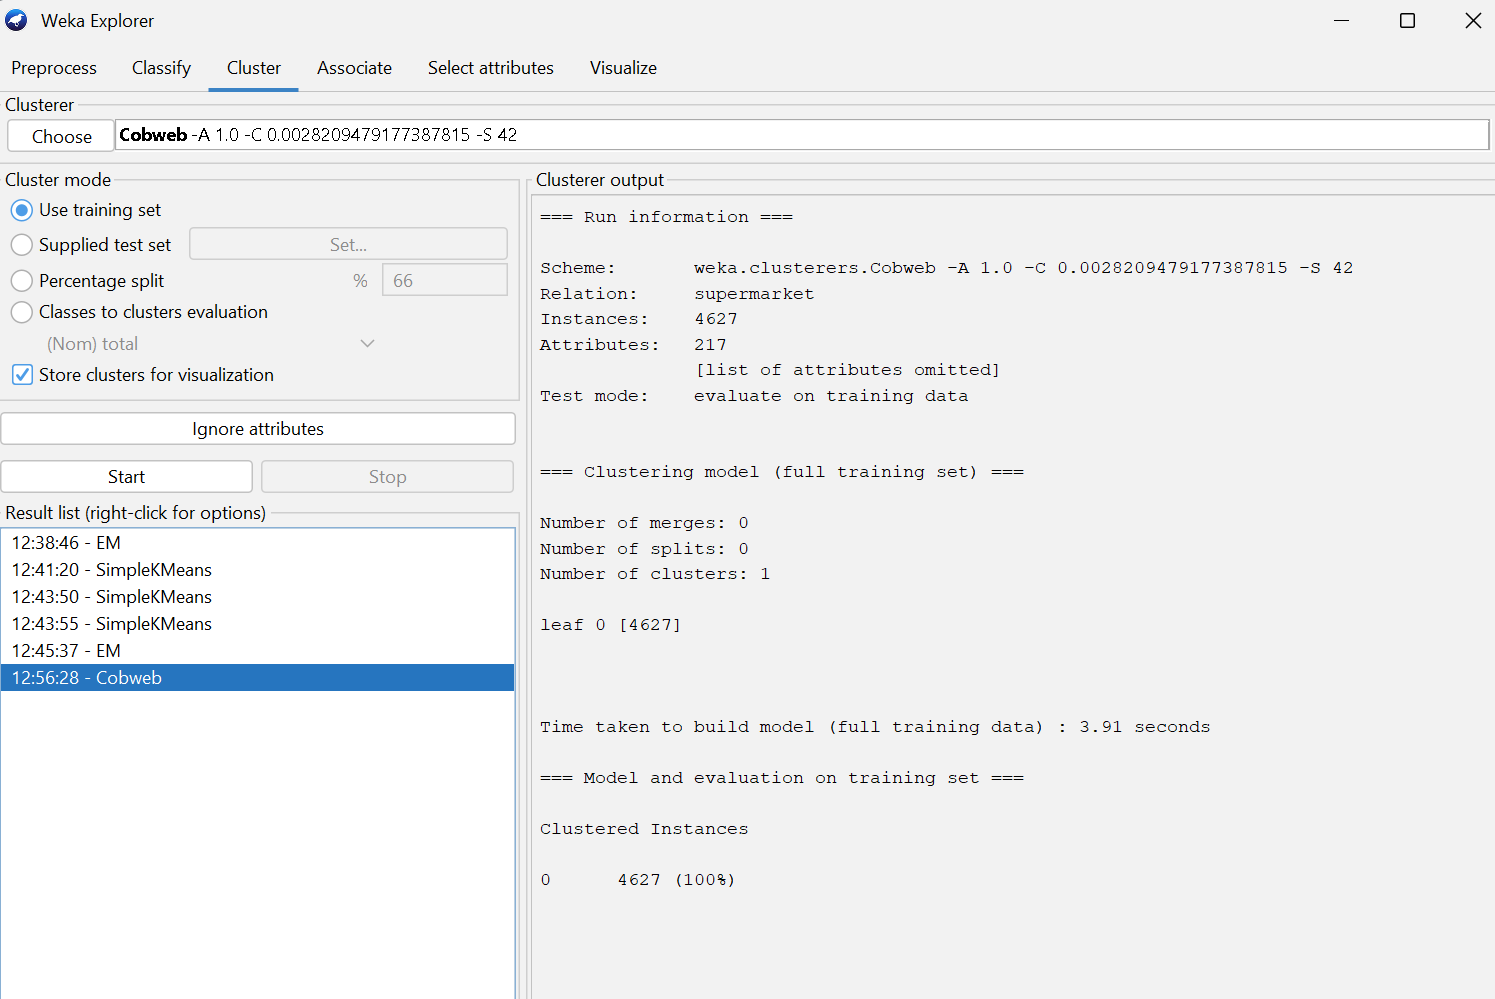 Weka Explorer
Preprocess Classify Cluster Associate Select attributes Visualize
Clusterer
Choose Cobweb -A 1.0 -C 0.0028209479177387815 -S 42
Cluster mode
Use training set
Supplied test set Set...
Percentage split % 66
Classes to clusters evaluation
(Nom) total
Store clusters for visualization
Ignore attributes
Start Stop
Result list (right-click for options)
12:38:46 - EM
12:41:20 - SimpleKMeans
12:43:50 - SimpleKMeans
12:43:55 - SimpleKMeans
12:45:37 - EM
12:56:28 - Cobweb
Clusterer output
=== Run information ===
Scheme: weka.clusterers.Cobweb -A 1.0 -C 0.0028209479177387815 -S 42
Relation: supermarket
Instances: 4627
Attributes: 217
[list of attributes omitted]
Test mode: evaluate on training data
=== Clustering model (full training set) ===
Number of merges: 0
Number of splits: 0
Number of clusters: 1
leaf 0 [4627]
Time taken to build model (full training data) : 3.91 seconds
=== Model and evaluation on training set ===
Clustered Instances
0 4627 (100%)